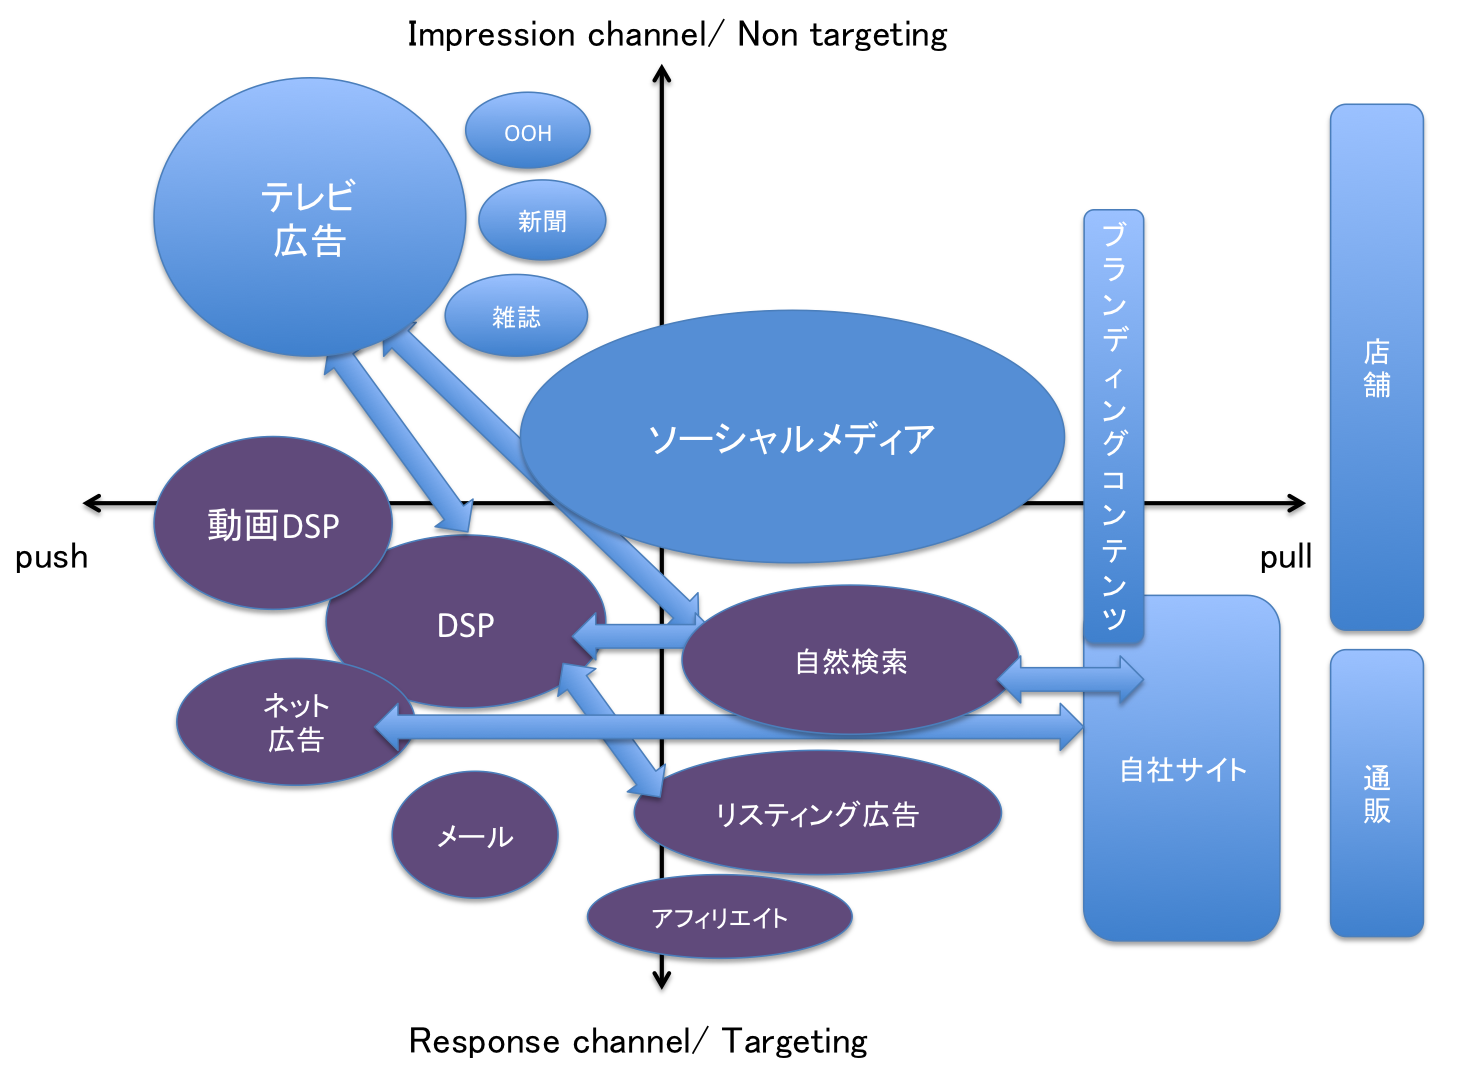 Impression channel/ Non targeting
テレビ
広告
OOH
新聞
雑誌
ソーシャルメディア
ブランディングコンテンツ
店
舗
push
pull
動画DSP
DSP
自然検索
ネット
広告
メール
リスティング広告
アフィリエイト
自社サイト
通
販
Response channel/ Targeting